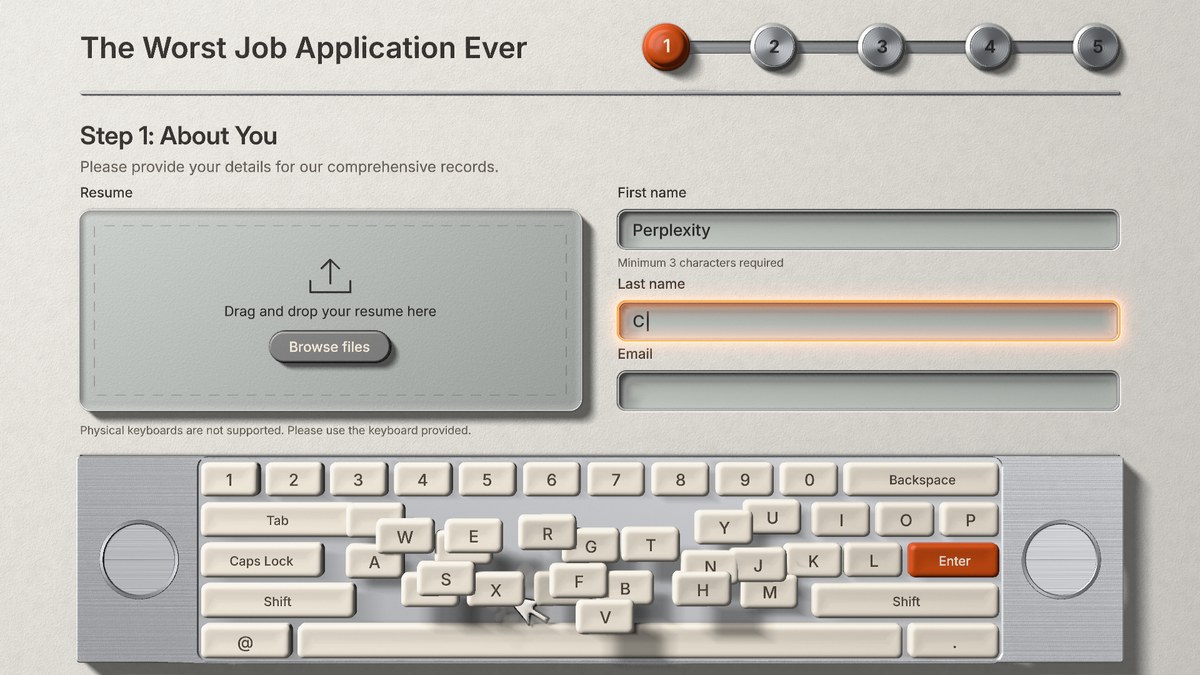 The Worst Job Application Ever
1 2 3 4 5
Step 1: About You
Please provide your details for our comprehensive records.
Resume
Drag and drop your resume here
Browse files
Physical keyboards are not supported. Please use the keyboard provided.
First name
Perplexity
Minimum 3 characters required
Last name
C
Email
1 2 3 4 5 6 7 8 9 0 Backspace
Tab W E R G T Y U I O P
Caps Lock A S X F B N J K L Enter
Shift V H M Shift
@ .